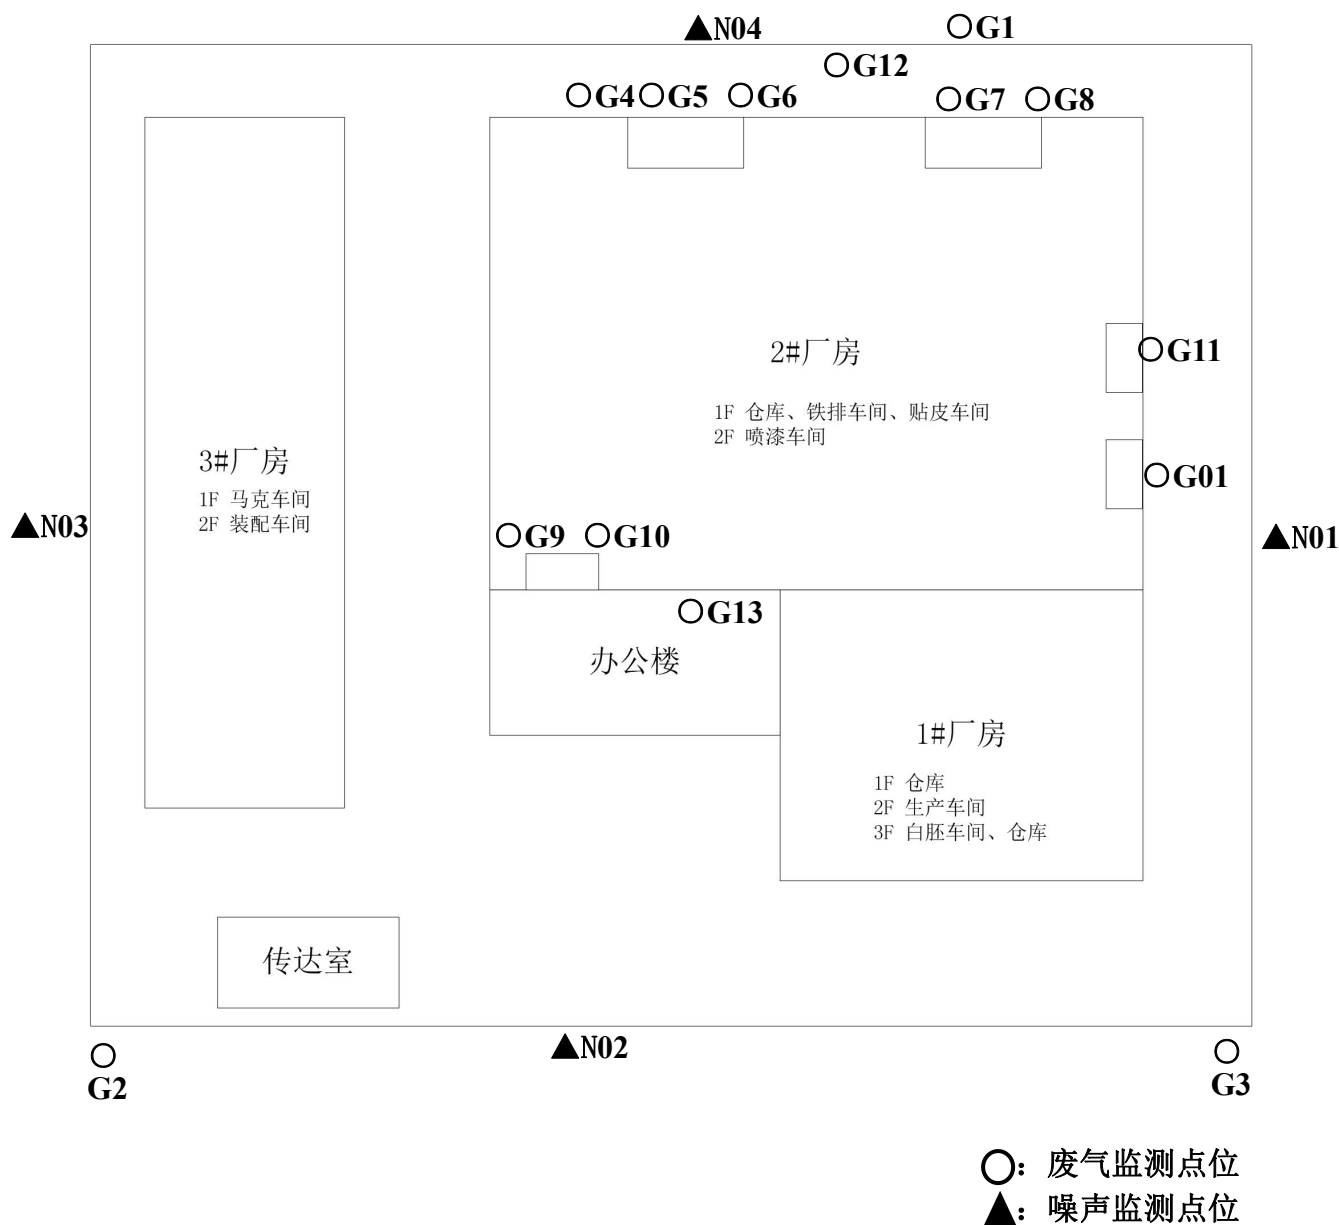 ▲N04
G1
G12
G4
G5
G6
G7
G8
2#厂房
1F 仓库、铁排车间、贴皮车间
2F 喷漆车间
G11
G01
3#厂房
1F 马克车间
2F 装配车间
▲N03
▲N01
G9
G10
G13
办公楼
1#厂房
1F 仓库
2F 生产车间
3F 白胚车间、仓库
传达室
▲N02
G2
G3
○：废气监测点位
▲：噪声监测点位